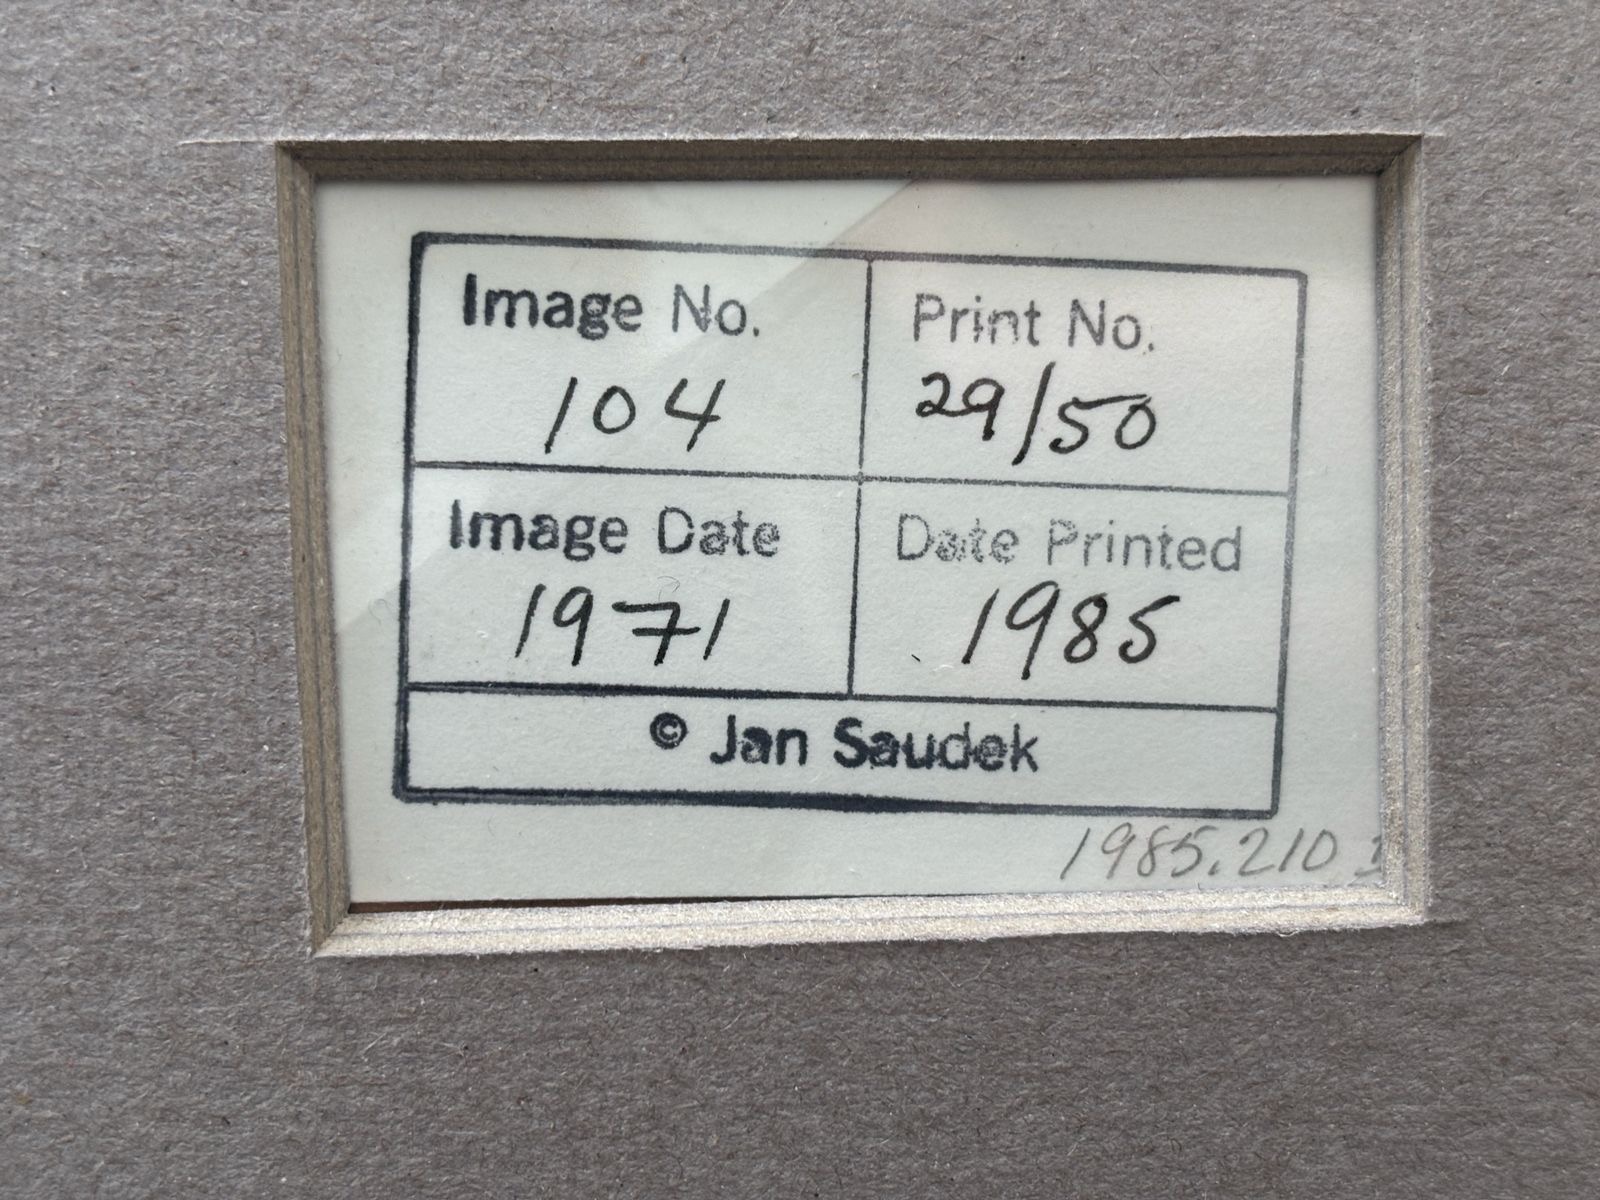 Image No.
104
Print No.
29/50
Image Date
1971
Date Printed
1985
© Jan Saudek
1985.210